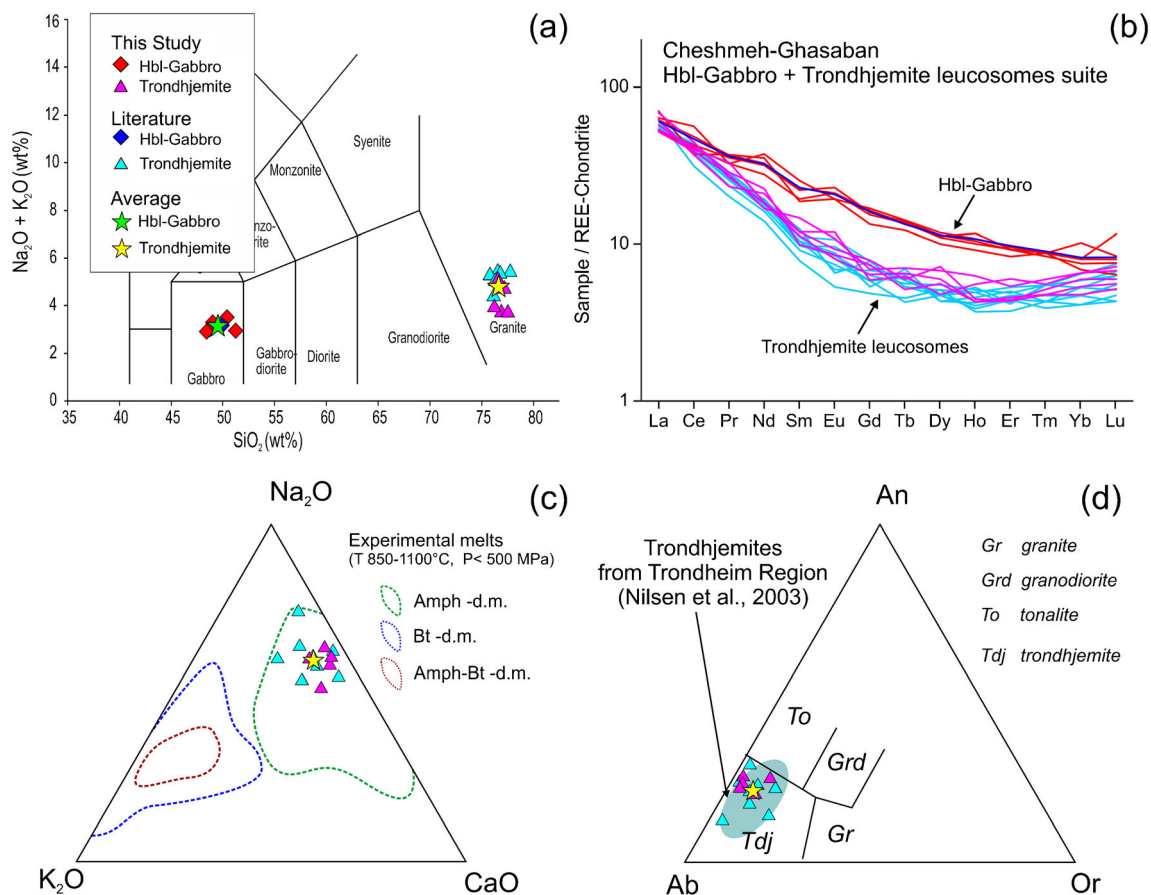 (a)
Na₂O + K₂O (wt%)
16
14
12
10
8
6
4
2
0
This Study
Hbl-Gabbro
Trondhjemite
Literature
Hbl-Gabbro
Trondhjemite
Average
Hbl-Gabbro
Trondhjemite
Syenite
Monzonite
nzo-
rite
Gabbro
Gabbro-
diorite
Diorite
Granodiorite
Granite
35 40 45 50 55 60 65 70 75 80
SiO₂ (wt%)
(b)
Cheshmeh-Ghasaban
Hbl-Gabbro + Trondhjemite leucosomes suite
Sample / REE-Chondrite
100
10
1
Hbl-Gabbro
Trondhjemite leucosomes
La Ce Pr Nd Sm Eu Gd Tb Dy Ho Er Tm Yb Lu
(c)
Na₂O
Experimental melts
(T 850-1100°C, P< 500 MPa)
Amph -d.m.
Bt -d.m.
Amph-Bt -d.m.
K₂O
CaO
(d)
An
Trondhjemites
from Trondheim Region
(Nilsen et al., 2003)
Gr granite
Grd granodiorite
To tonalite
Tdj trondhjemite
To
Grd
Tdj
Gr
Ab
Or